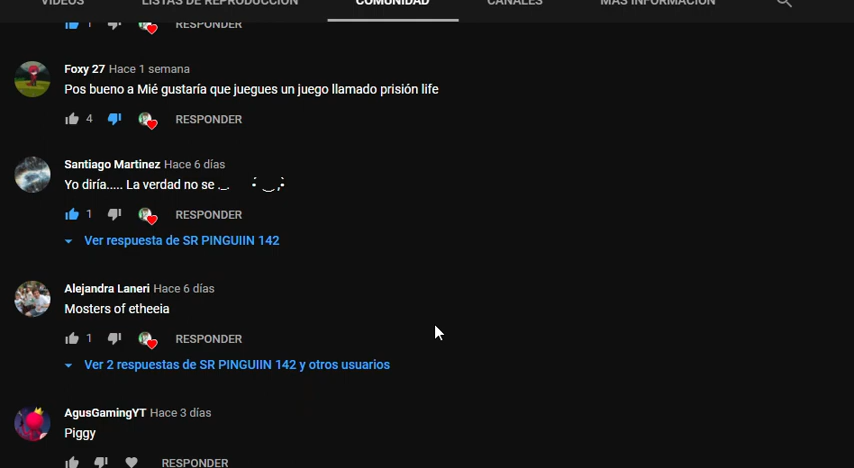 VÍDEOS LISTAS DE REPRODUCCIÓN COMUNIDAD CANALES MÁS INFORMACIÓN
1 RESPONDER
Foxy 27 Hace 1 semana
Pos bueno a Mié gustaría que juegues un juego llamado prisión life
4 RESPONDER
Santiago Martinez Hace 6 días
Yo diría..... La verdad no se ._.
1 RESPONDER
Ver respuesta de SR PINGUIIN 142
Alejandra Laneri Hace 6 días
Mosters of etheeia
1 RESPONDER
Ver 2 respuestas de SR PINGUIIN 142 y otros usuarios
AgusGamingYT Hace 3 días
Piggy
RESPONDER